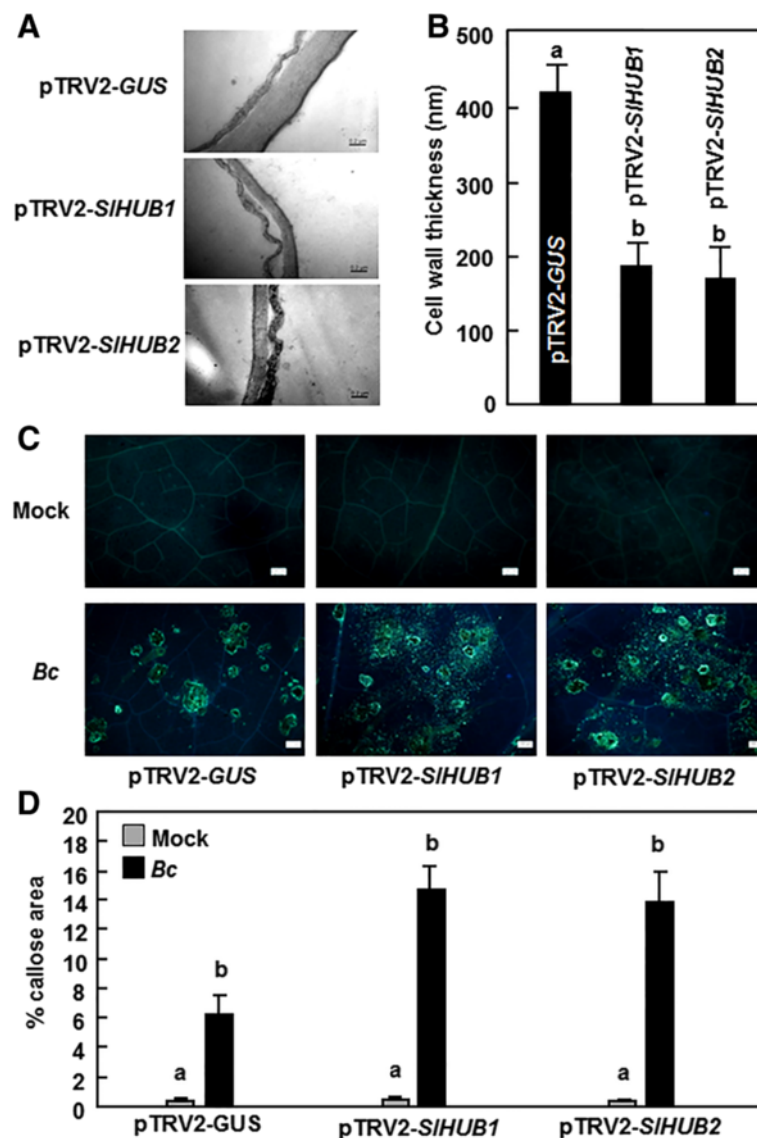 A
pTRV2-GUS
pTRV2-SlHUB1
pTRV2-SlHUB2
B
Cell wall thickness (nm)
500
400
300
200
100
0
a
b
b
pTRV2-GUS
pTRV2-SlHUB1
pTRV2-SlHUB2
C
Mock
Bc
pTRV2-GUS
pTRV2-SlHUB1
pTRV2-SlHUB2
D
% callose area
20
18
16
14
12
10
8
6
4
2
0
Mock
Bc
a
b
a
b
a
b
pTRV2-GUS
pTRV2-SlHUB1
pTRV2-SlHUB2